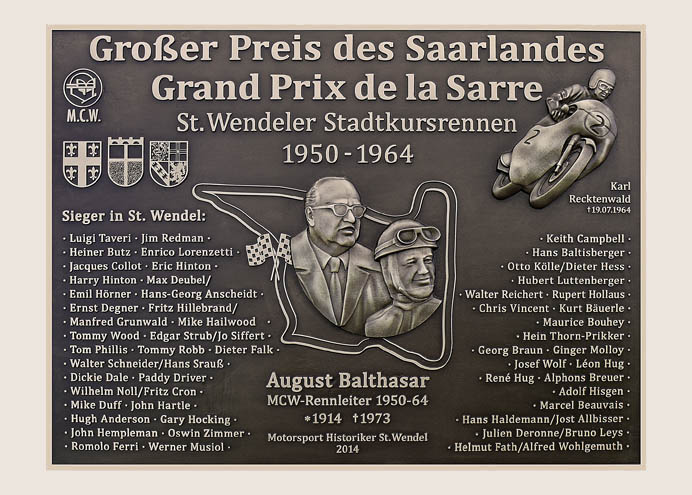 Großer Preis des Saarlandes
Grand Prix de la Sarre
M.C.W.
St. Wendeler Stadtkursrennen
1950 - 1964
2
2
Karl
Recktenwald
†19.07.1964
Sieger in St. Wendel:
· Luigi Taveri · Jim Redman ·
· Heiner Butz · Enrico Lorenzetti ·
· Jacques Collot · Eric Hinton ·
· Harry Hinton · Max Deubel/
· Emil Hörner · Hans-Georg Anscheidt ·
· Ernst Degner · Fritz Hillebrand/
· Manfred Grunwald · Mike Hailwood ·
· Tommy Wood · Edgar Strub/Jo Siffert ·
· Tom Phillis · Tommy Robb · Dieter Falk ·
· Walter Schneider/Hans Srauß ·
· Dickie Dale · Paddy Driver ·
· Wilhelm Noll/Fritz Cron ·
· Mike Duff · John Hartle ·
· Hugh Anderson · Gary Hocking ·
· John Hempleman · Oswin Zimmer ·
· Romolo Ferri · Werner Musiol ·
August Balthasar
MCW-Rennleiter 1950-64
*1914 †1973
Motorsport Historiker St.Wendel
2014
· Keith Campbell ·
· Hans Baltisberger ·
· Otto Kölle/Dieter Hess ·
· Hubert Luttenberger ·
· Walter Reichert · Rupert Hollaus ·
· Chris Vincent · Kurt Bäuerle ·
· Maurice Bouhey ·
· Hein Thorn-Prikker ·
· Georg Braun · Ginger Molloy ·
· Josef Wolf · Léon Hug ·
· René Hug · Alphons Breuer ·
· Adolf Hisgen ·
· Marcel Beauvais ·
· Hans Haldemann/Jost Allbisser ·
· Julien Deronne/Bruno Leys ·
· Helmut Fath/Alfred Wohlgemuth ·